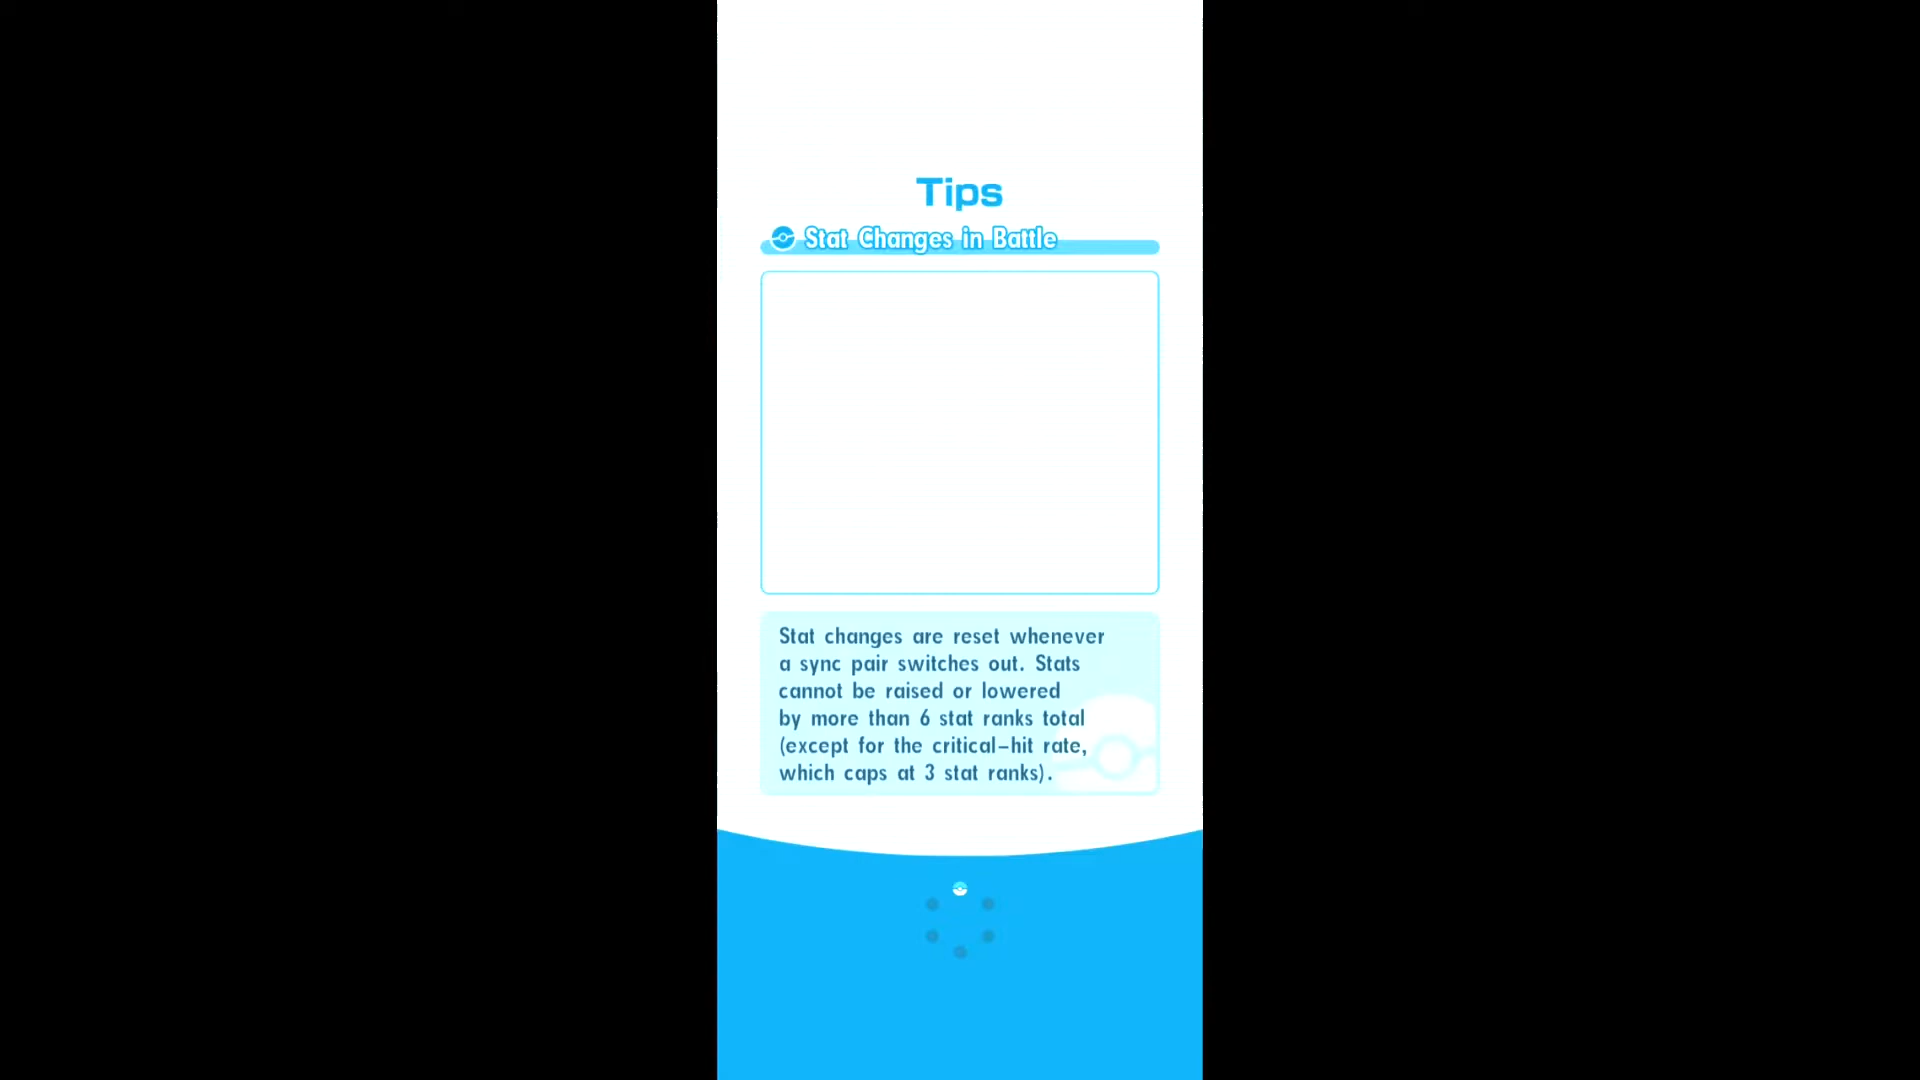 Tips
Stat Changes in Battle
Stat changes are reset whenever
a sync pair switches out. Stats
cannot be raised or lowered
by more than 6 stat ranks total
(except for the critical-hit rate,
which caps at 3 stat ranks).